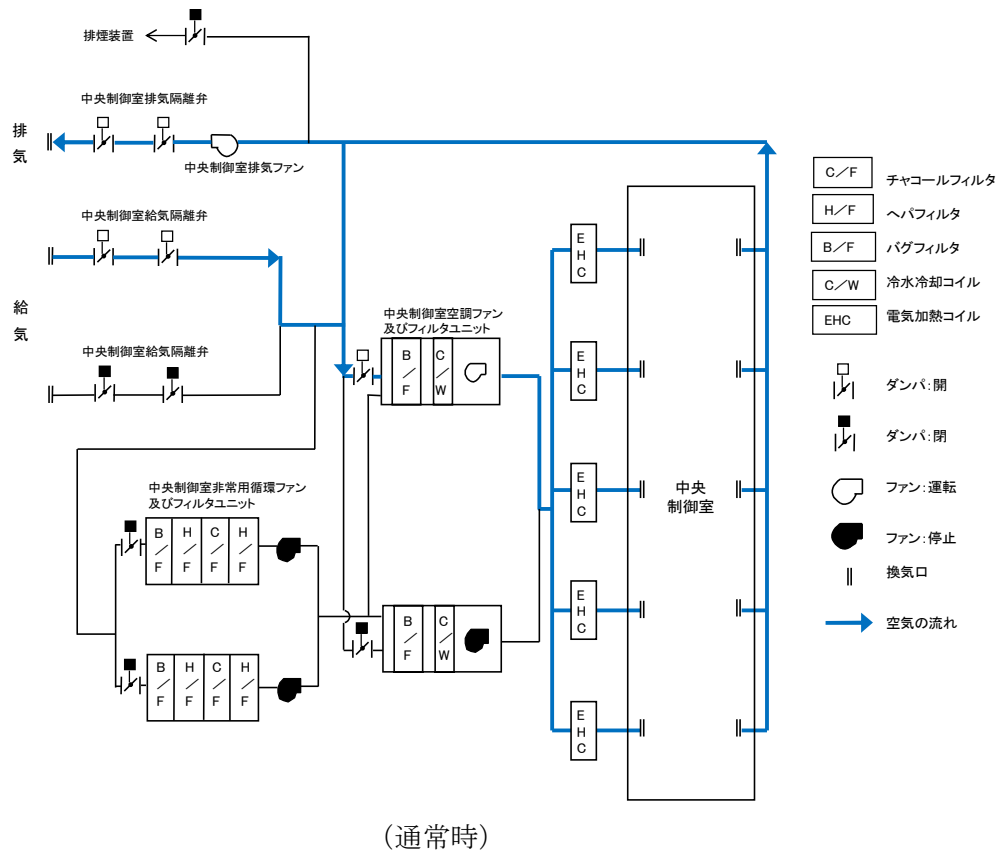 排煙装置
中央制御室排気隔離弁
排
気
中央制御室排気ファン
中央制御室給気隔離弁
給
気
中央制御室給気隔離弁
中央制御室空調ファン
及びフィルタユニット
B/F
C/W
中央制御室非常用循環ファン
及びフィルタユニット
B/F
H/F
C/F
H/F
B/F
H/F
C/F
H/F
B/F
C/W
EHC
EHC
EHC
EHC
EHC
中央
制御室
C/F チャコールフィルタ
H/F ヘパフィルタ
B/F バグフィルタ
C/W 冷水冷却コイル
EHC 電気加熱コイル
ダンパ:開
ダンパ:閉
ファン:運転
ファン:停止
換気口
空気の流れ
(通常時)